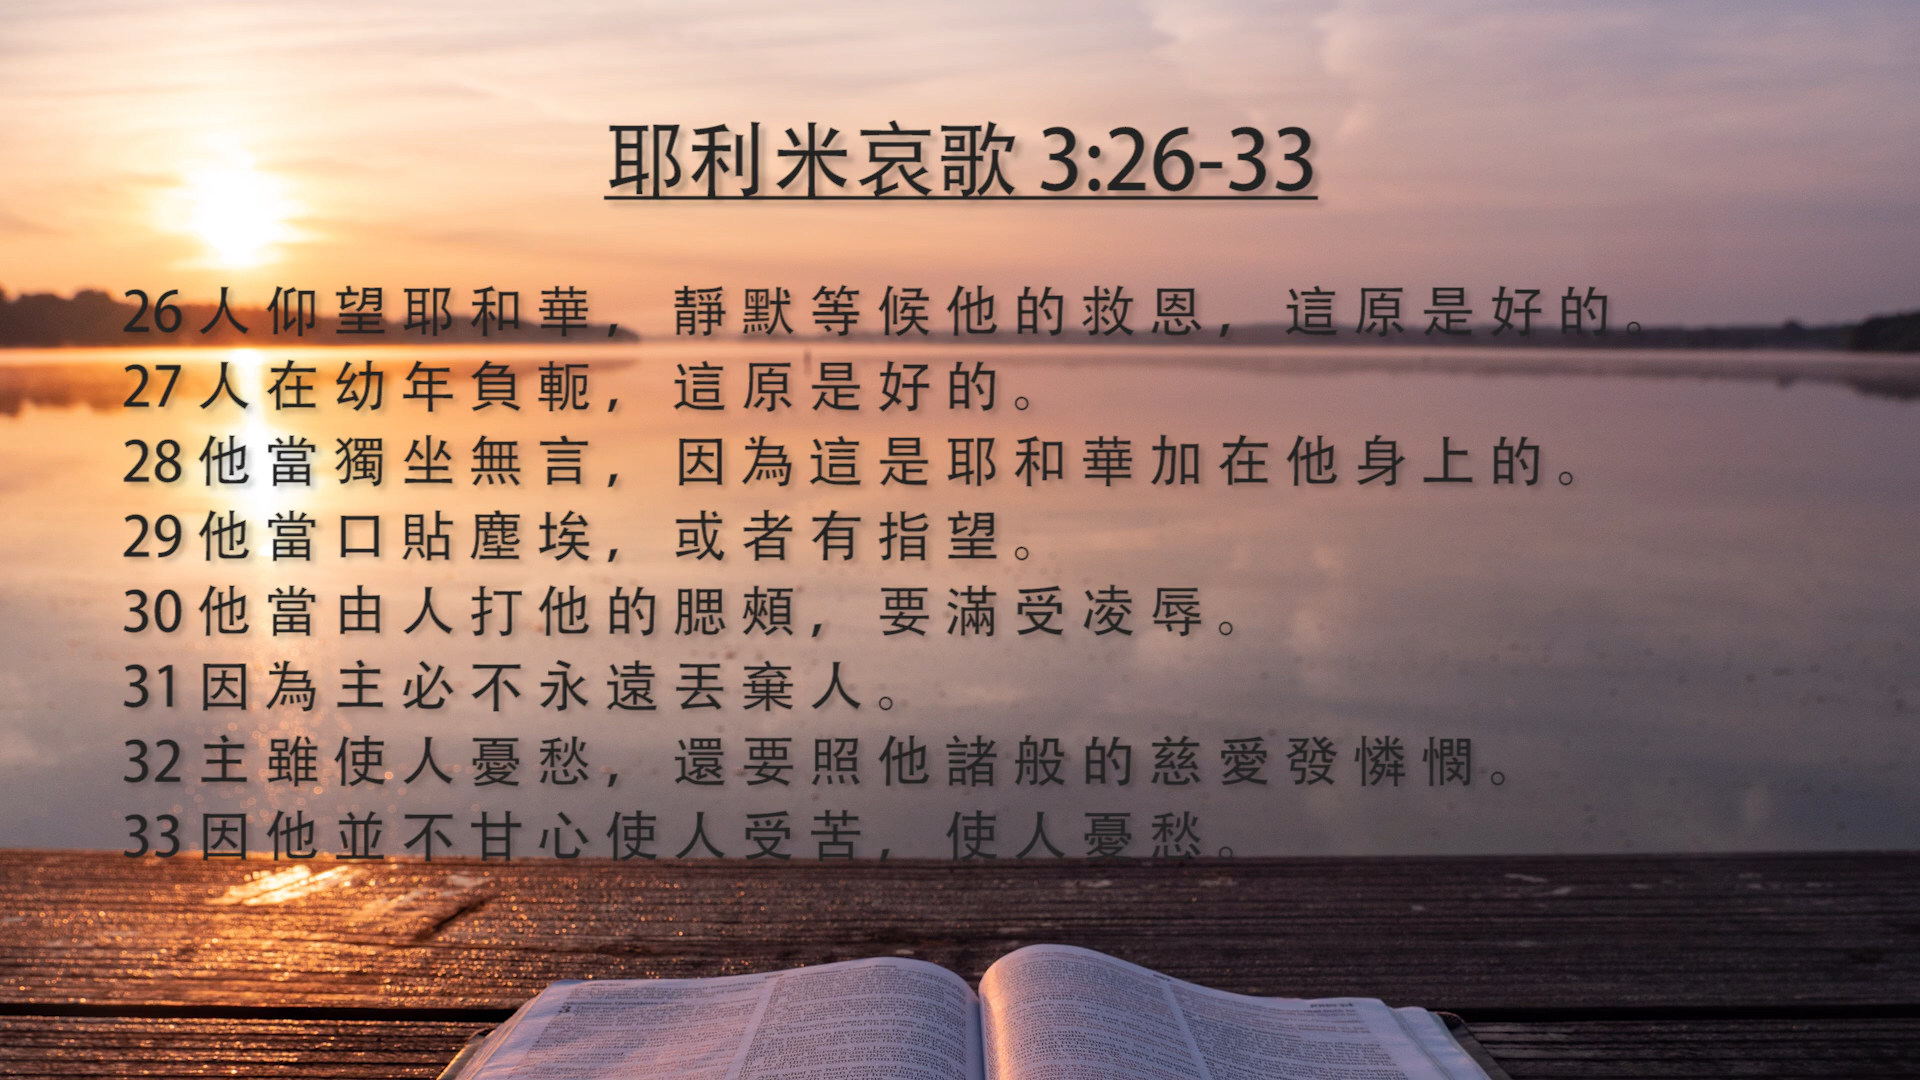 耶利米哀歌 3:26-33
26 人仰望耶和華，靜默等候他的救恩，這原是好的。
27 人在幼年負軛，這原是好的。
28 他當獨坐無言，因為這是耶和華加在他身上的。
29 他當口貼塵埃，或者有指望。
30 他當由人打他的腮頰，要滿受凌辱。
31 因為主必不永遠丟棄人。
32 主雖使人憂愁，還要照他諸般的慈愛發憐憫。
33 因他並不甘心使人受苦，使人憂愁。